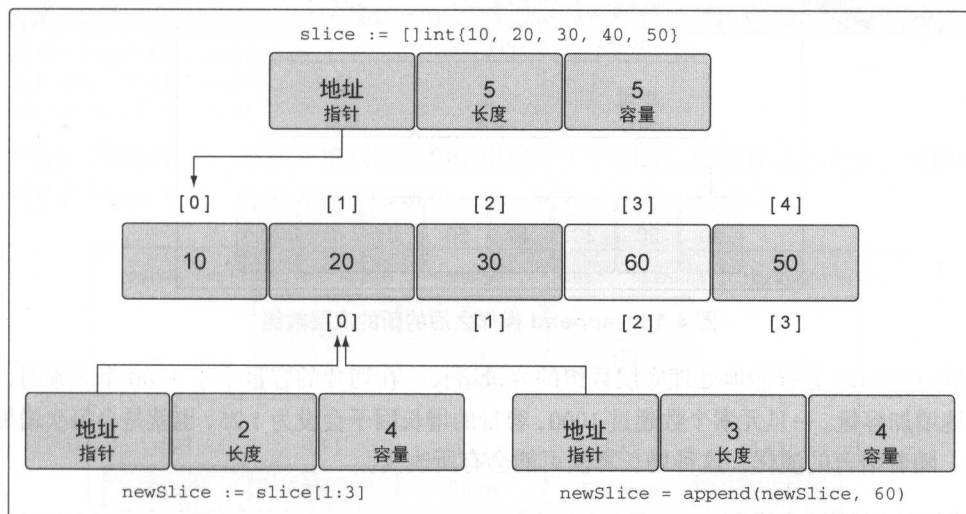 slice := []int{10, 20, 30, 40, 50}
地址 5 5
指针 长度 容量
[0] [1] [2] [3] [4]
10 20 30 60 50
[0] [1] [2] [3]
地址 2 4 地址 3 4
指针 长度 容量 指针 长度 容量
newSlice := slice[1:3] newSlice = append(newSlice, 60)